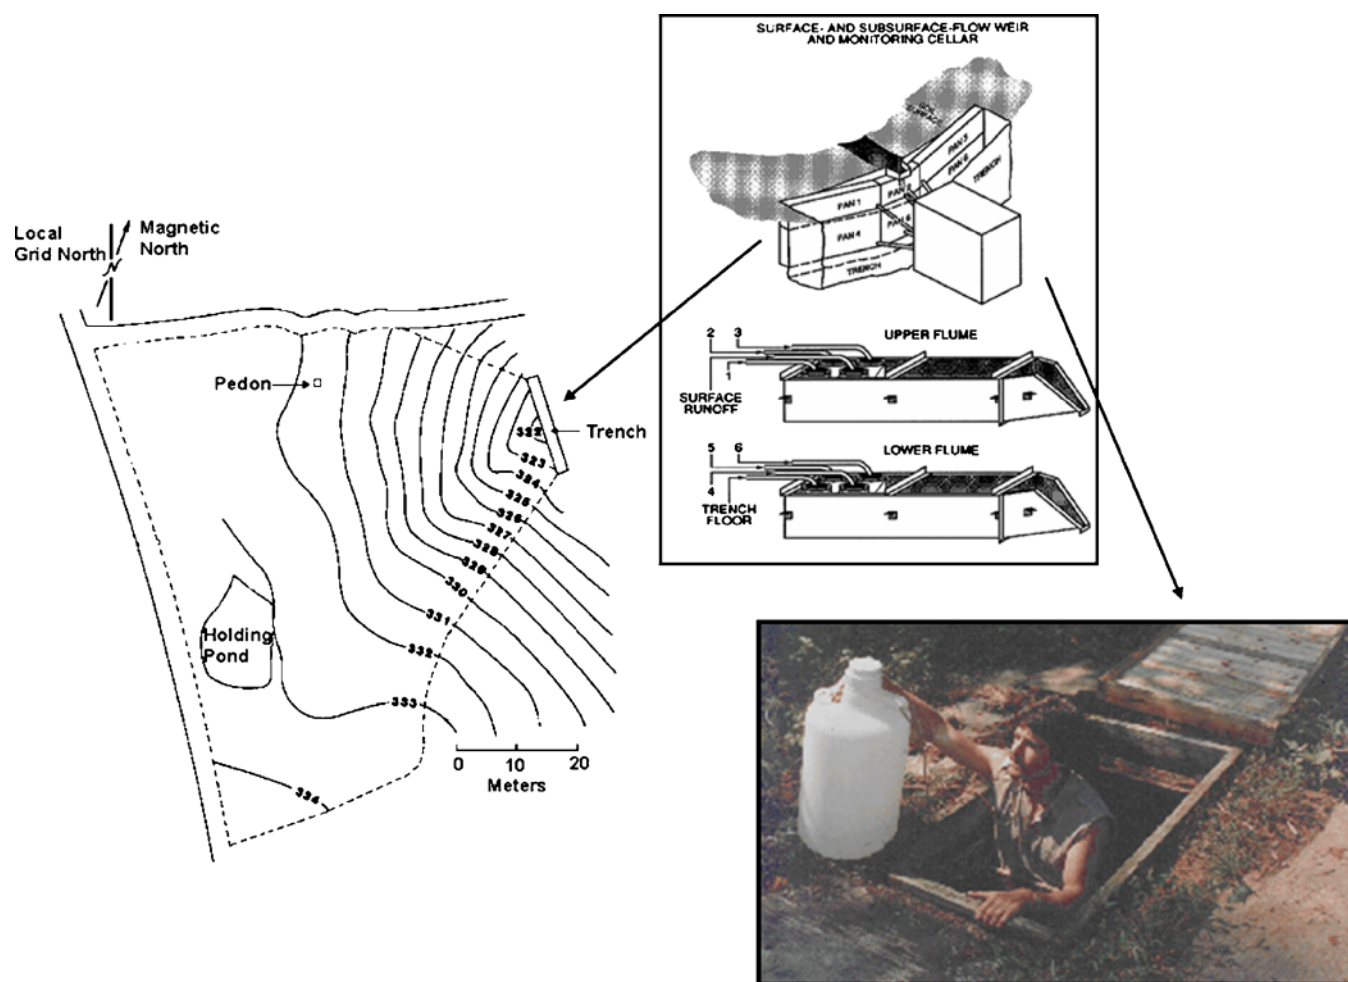 SURFACE- AND SUBSURFACE-FLOW WEIR
AND MONITORING CELLAR
SOIL
SURFACE
PAN 3
PAN 6
TRENCH
PAN 2
PAN 1
PAN 5
PAN 4
TRENCH
2 3
UPPER FLUME
1
SURFACE
RUNOFF
5 6
LOWER FLUME
4
TRENCH
FLOOR
Local
Grid North
Magnetic
North
Pedon
Trench
322
323
324
325
326
327
328
329
330
331
332
333
334
Holding
Pond
0 10 20
Meters